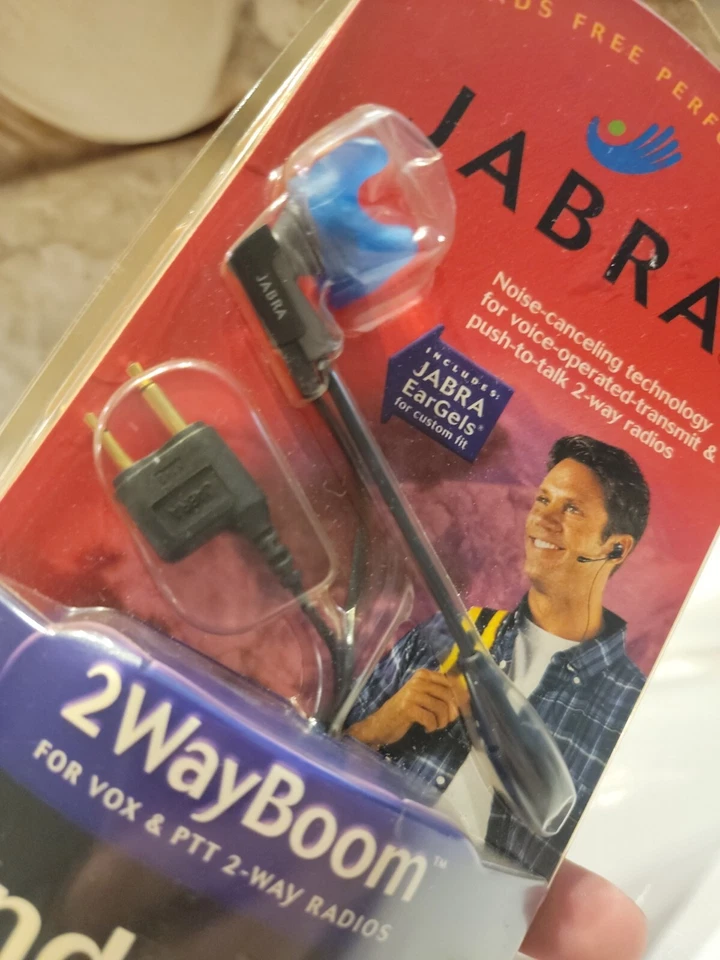 FREE
JABRA
Noise-canceling technology
for voice-operated-transmit &
push-to-talk 2-way radios
INCLUDES:
JABRA
EarGels®
for custom fit
JABRA
2WayBoom™
FOR VOX & PTT 2-WAY RADIOS